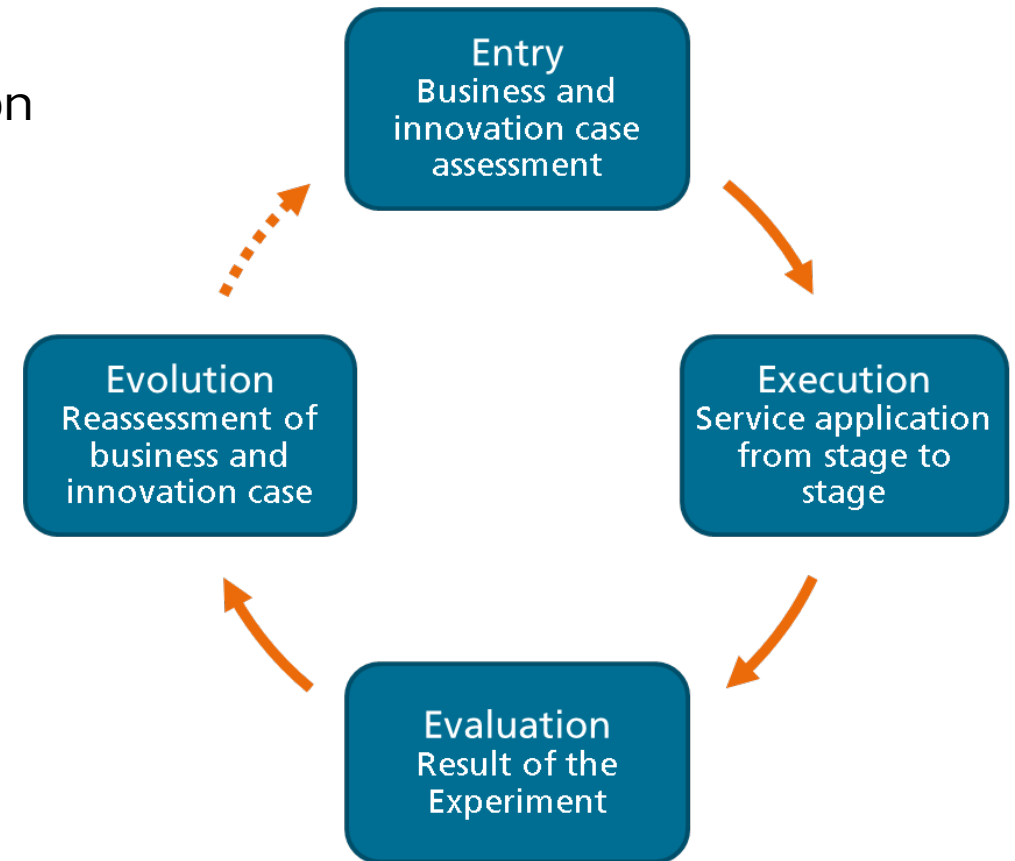 on
Entry
Business and
innovation case
assessment
Evolution
Reassessment of
business and
innovation case
Execution
Service application
from stage to
stage
Evaluation
Result of the
Experiment